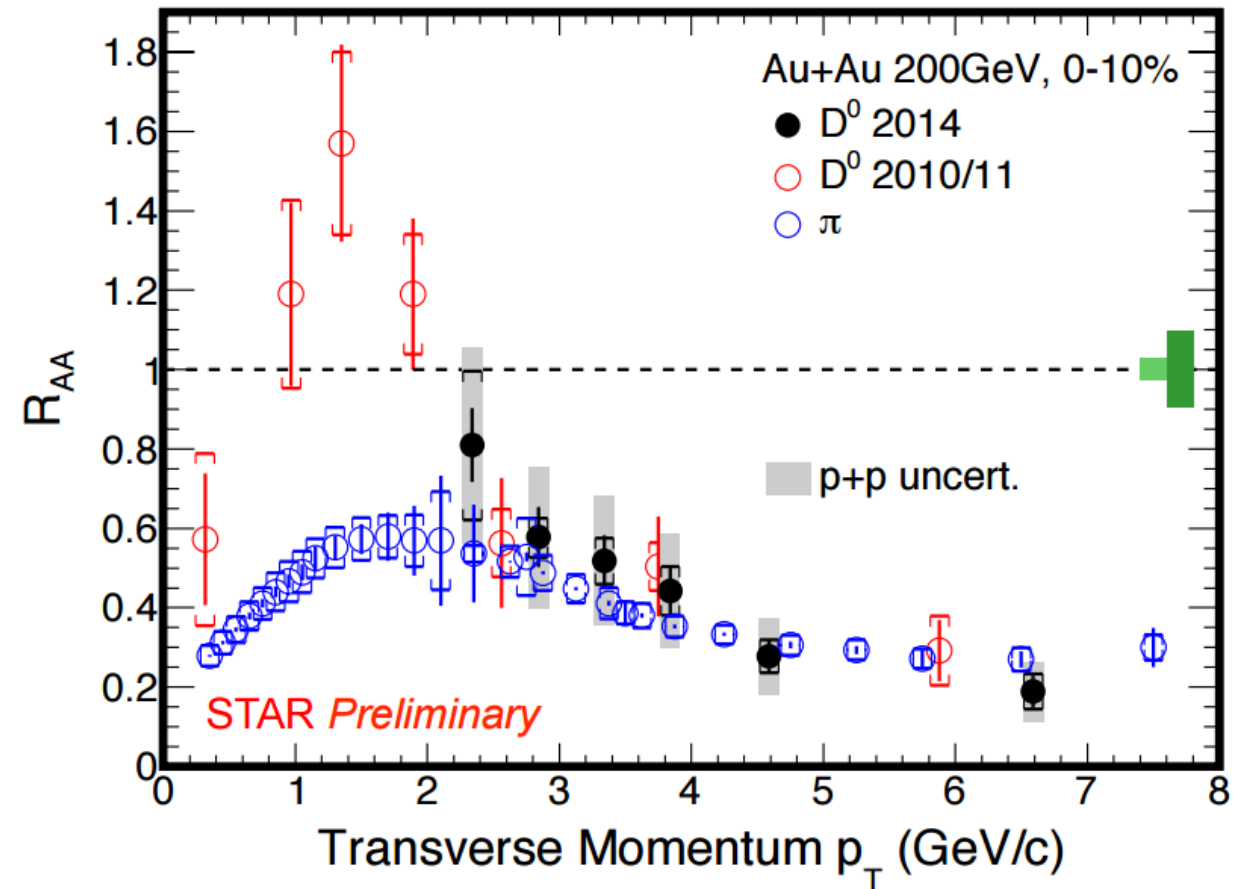 Au+Au 200GeV, 0-10%
D⁰ 2014
D⁰ 2010/11
π
p+p uncert.
STAR Preliminary
R_AA
1.8
1.6
1.4
1.2
1
0.8
0.6
0.4
0.2
0
0 1 2 3 4 5 6 7 8
Transverse Momentum p_T (GeV/c)